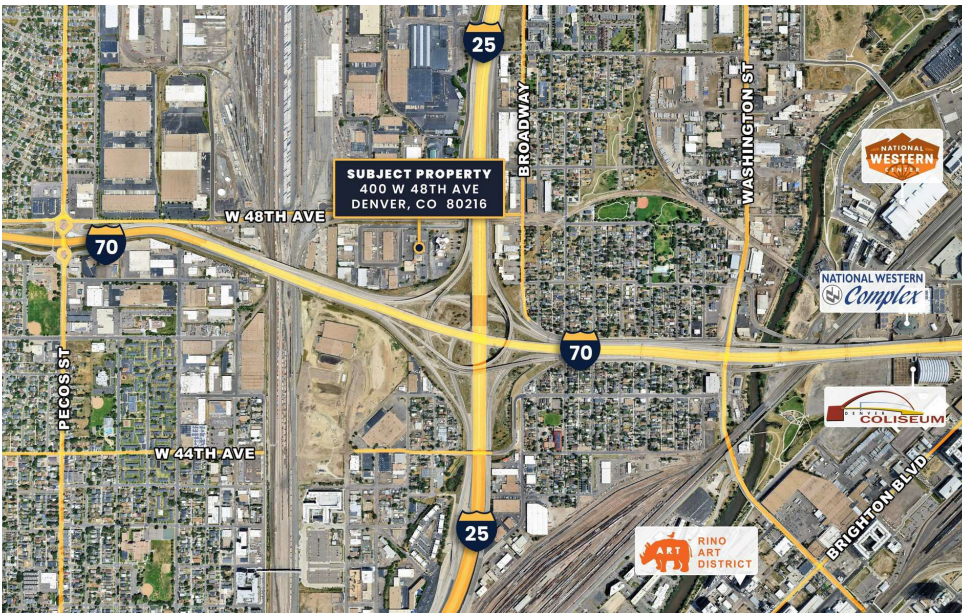 25
BROADWAY
WASHINGTON ST
NATIONAL
WESTERN
CENTER
SUBJECT PROPERTY
400 W 48TH AVE
DENVER, CO 80216
W 48TH AVE
70
NATIONAL WESTERN
Complex
70
PECOS ST
DENVER
COLISEUM
W 44TH AVE
BRIGHTON BLVD
25
ART
RINO
ART
DISTRICT